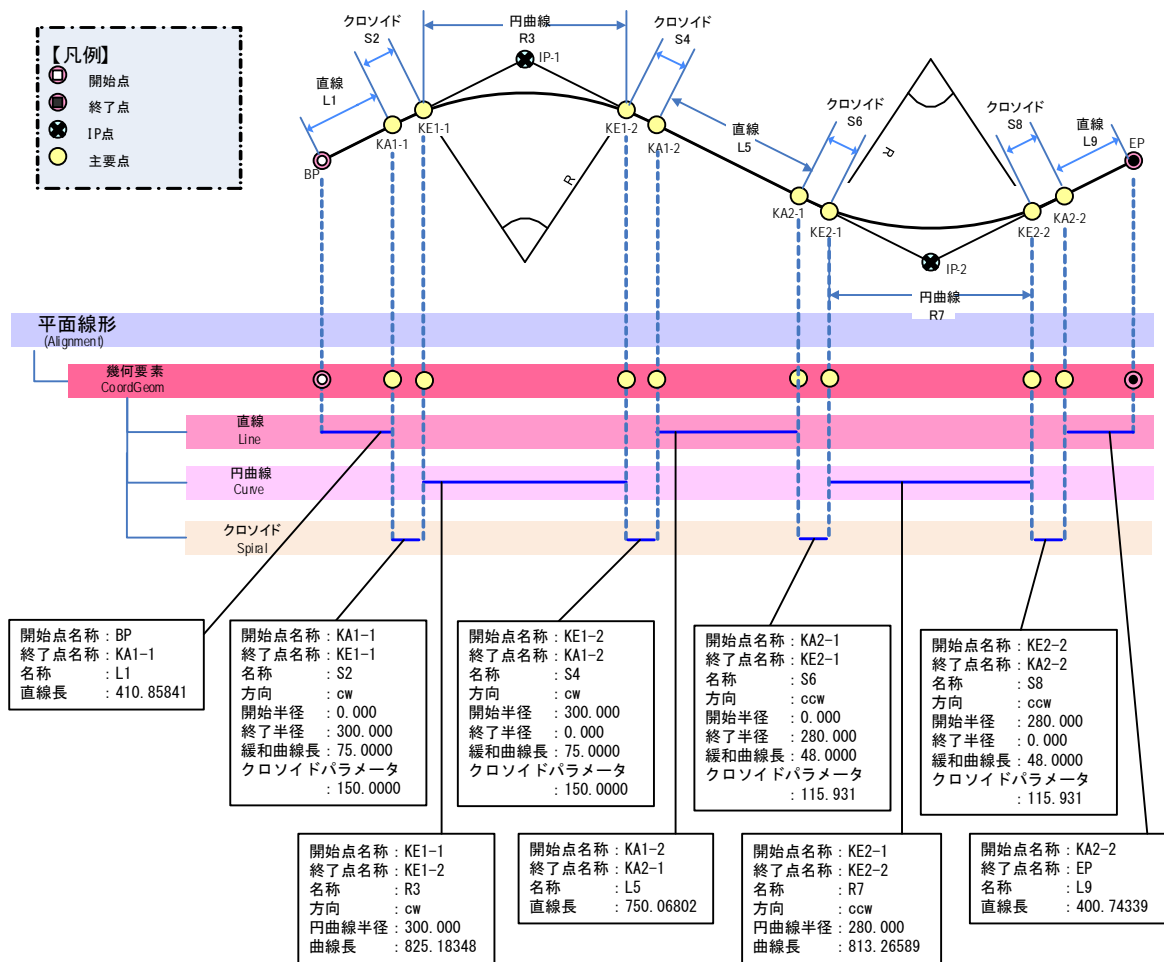 【凡例】
開始点
終了点
IP点
主要点
直線
L1
クロソイド
S2
円曲線
R3
クロソイド
S4
IP-1
BP
KA1-1
KE1-1
KE1-2
KA1-2
R
直線
L5
クロソイド
S6
R
クロソイド
S8
直線
L9
EP
KA2-1
KE2-1
KE2-2
KA2-2
IP-2
円曲線
R7
平面線形
(Alignment)
幾何要素
CoordGeom
直線
Line
円曲線
Curve
クロソイド
Spiral
開始点名称：BP
終了点名称：KA1-1
名称　　　：L1
直線長　　：410.85841
開始点名称：KA1-1
終了点名称：KE1-1
名称　　　：S2
方向　　　：cw
開始半径　：0.000
終了半径　：300.000
緩和曲線長：75.0000
クロソイドパラメータ
：150.0000
開始点名称：KE1-2
終了点名称：KA1-2
名称　　　：S4
方向　　　：cw
開始半径　：300.000
終了半径　：0.000
緩和曲線長：75.0000
クロソイドパラメータ
：150.0000
開始点名称：KA2-1
終了点名称：KE2-1
名称　　　：S6
方向　　　：ccw
開始半径　：0.000
終了半径　：280.000
緩和曲線長：48.0000
クロソイドパラメータ
：115.931
開始点名称：KE2-2
終了点名称：KA2-2
名称　　　：S8
方向　　　：ccw
開始半径　：280.000
終了半径　：0.000
緩和曲線長：48.0000
クロソイドパラメータ
：115.931
開始点名称：KE1-1
終了点名称：KE1-2
名称　　　：R3
方向　　　：cw
円曲線半径：300.000
曲線長　　：825.18348
開始点名称：KA1-2
終了点名称：KA2-1
名称　　　：L5
直線長　　：750.06802
開始点名称：KE2-1
終了点名称：KE2-2
名称　　　：R7
方向　　　：ccw
円曲線半径：280.000
曲線長　　：813.26589
開始点名称：KA2-2
終了点名称：EP
名称　　　：L9
直線長　　：400.74339